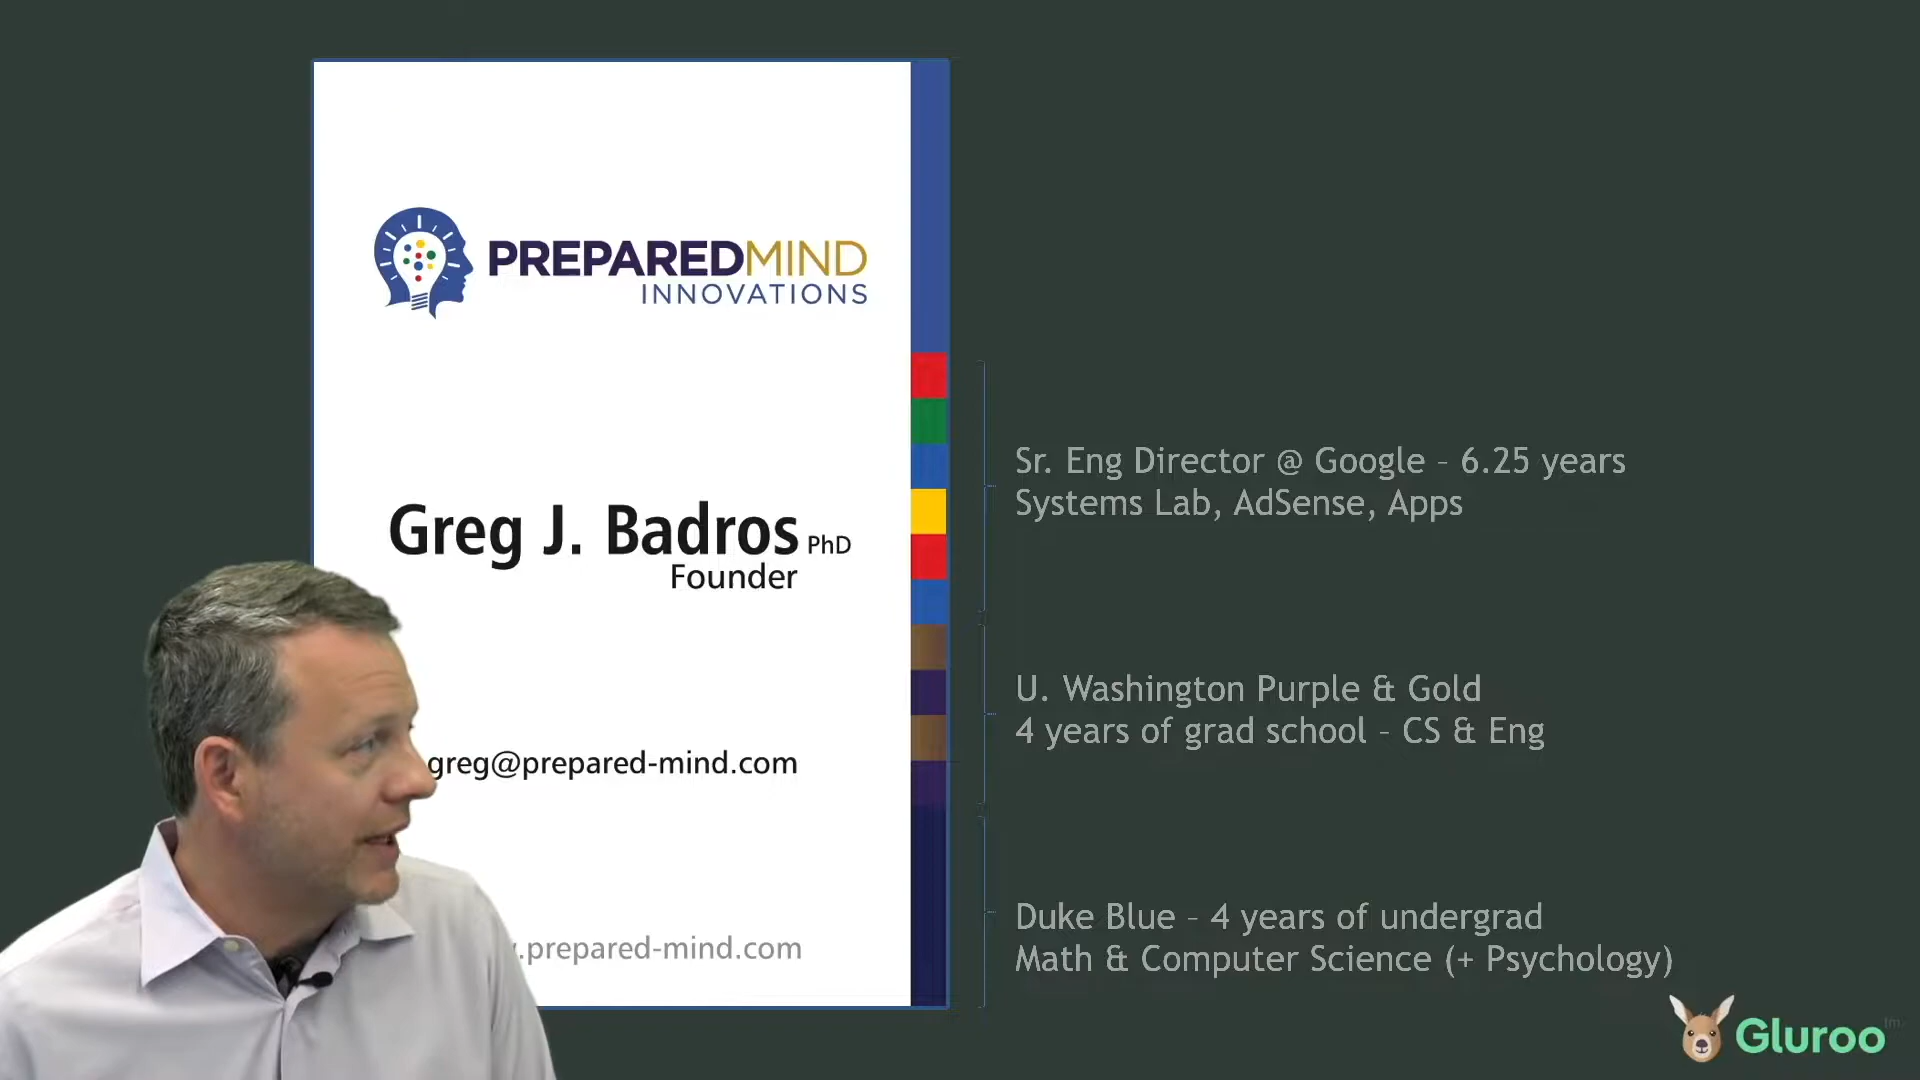 PREPAREDMIND
INNOVATIONS
Greg J. Badros PhD
Founder
greg@prepared-mind.com
.prepared-mind.com
Sr. Eng Director @ Google – 6.25 years
Systems Lab, AdSense, Apps
U. Washington Purple & Gold
4 years of grad school – CS & Eng
Duke Blue – 4 years of undergrad
Math & Computer Science (+ Psychology)
Gluroo